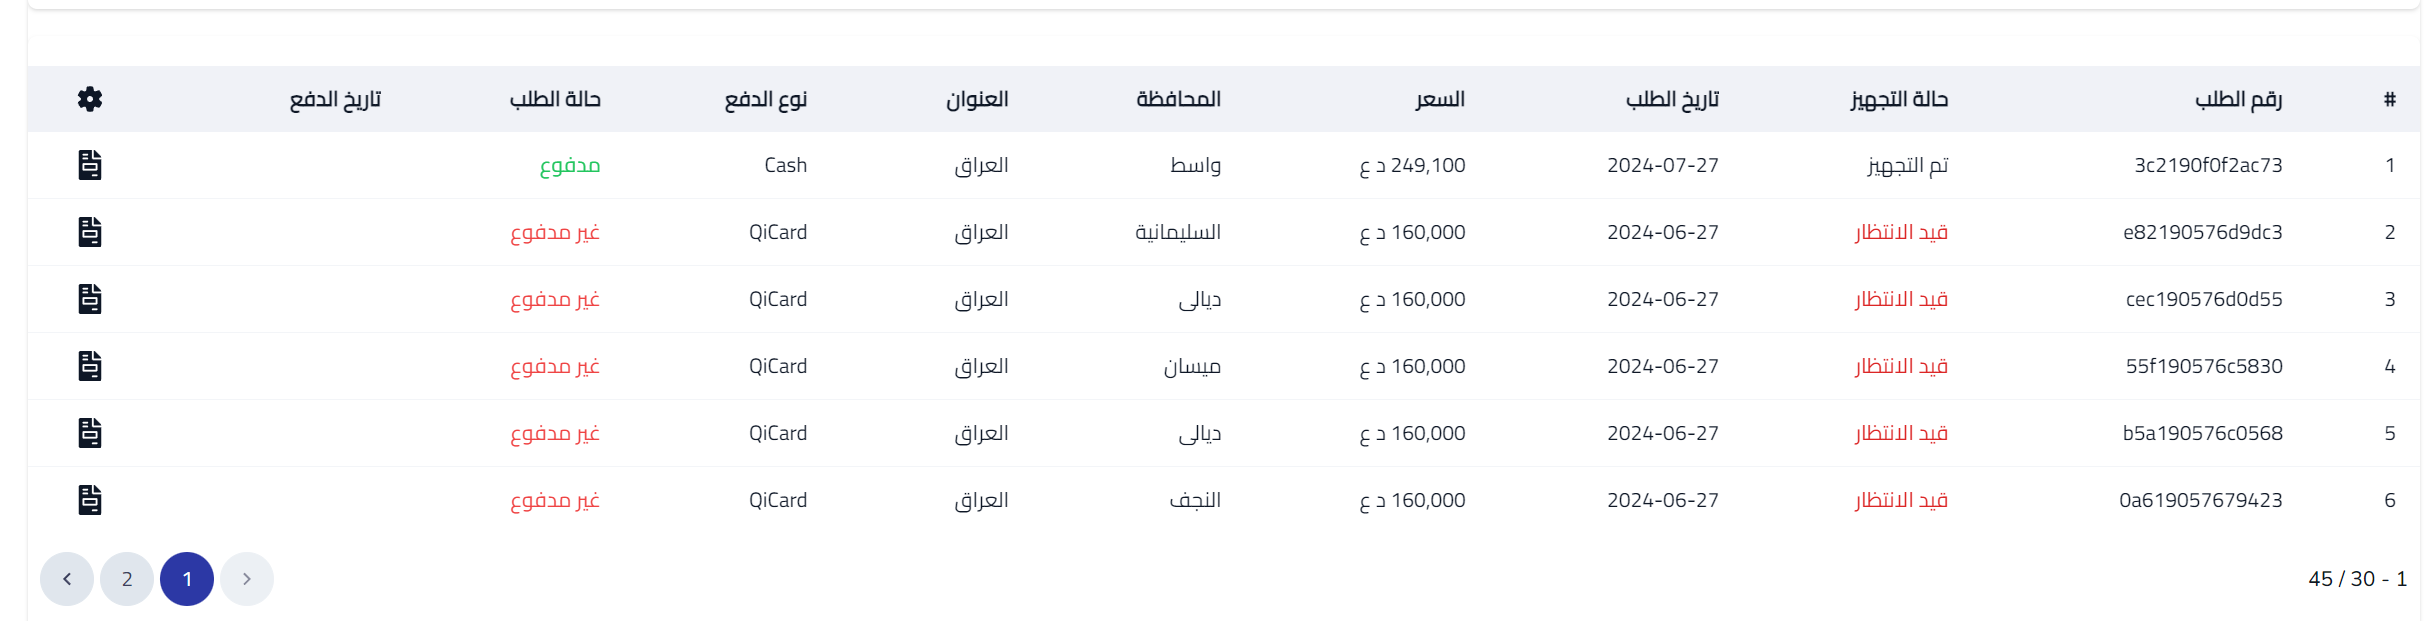 # رقم الطلب حالة التجهيز تاريخ الطلب السعر المحافظة العنوان نوع الدفع حالة الطلب تاريخ الدفع
1 3c2190f0f2ac73 تم التجهيز 2024-07-27 249,100 د ع واسط العراق Cash مدفوع
2 e82190576d9dc3 قيد الانتظار 2024-06-27 160,000 د ع السليمانية العراق QiCard غير مدفوع
3 cec190576d0d55 قيد الانتظار 2024-06-27 160,000 د ع ديالى العراق QiCard غير مدفوع
4 55f190576c5830 قيد الانتظار 2024-06-27 160,000 د ع ميسان العراق QiCard غير مدفوع
5 b5a190576c0568 قيد الانتظار 2024-06-27 160,000 د ع ديالى العراق QiCard غير مدفوع
6 0a619057679423 قيد الانتظار 2024-06-27 160,000 د ع النجف العراق QiCard غير مدفوع
1 - 30 / 45 1 2